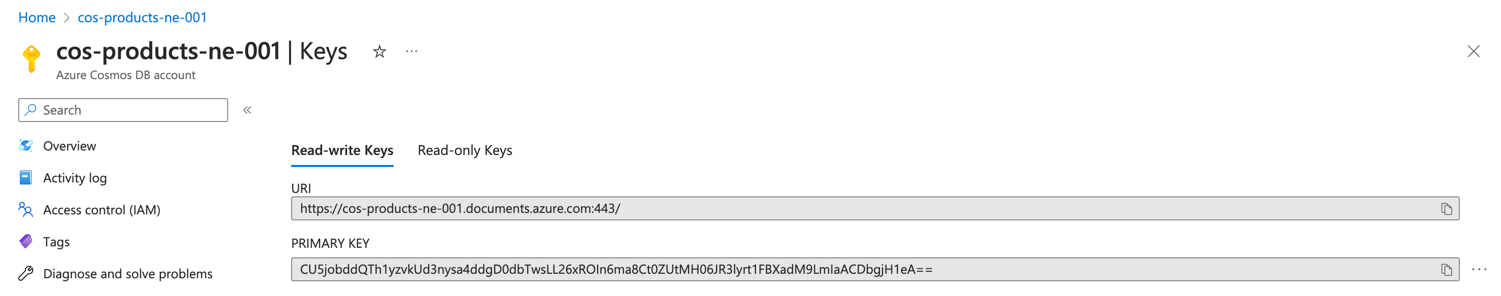 Home > cos-products-ne-001
cos-products-ne-001 | Keys ☆ ···
Azure Cosmos DB account
Search
Overview
Activity log
Access control (IAM)
Tags
Diagnose and solve problems
Read-write Keys Read-only Keys
URI
https://cos-products-ne-001.documents.azure.com:443/
PRIMARY KEY
CU5jobddQTh1yzvkUd3nysa4ddgD0dbTwsLL26xROIn6ma8Ct0ZUtMH06JR3lyrt1FBXadM9LmIaACDbgjH1eA==